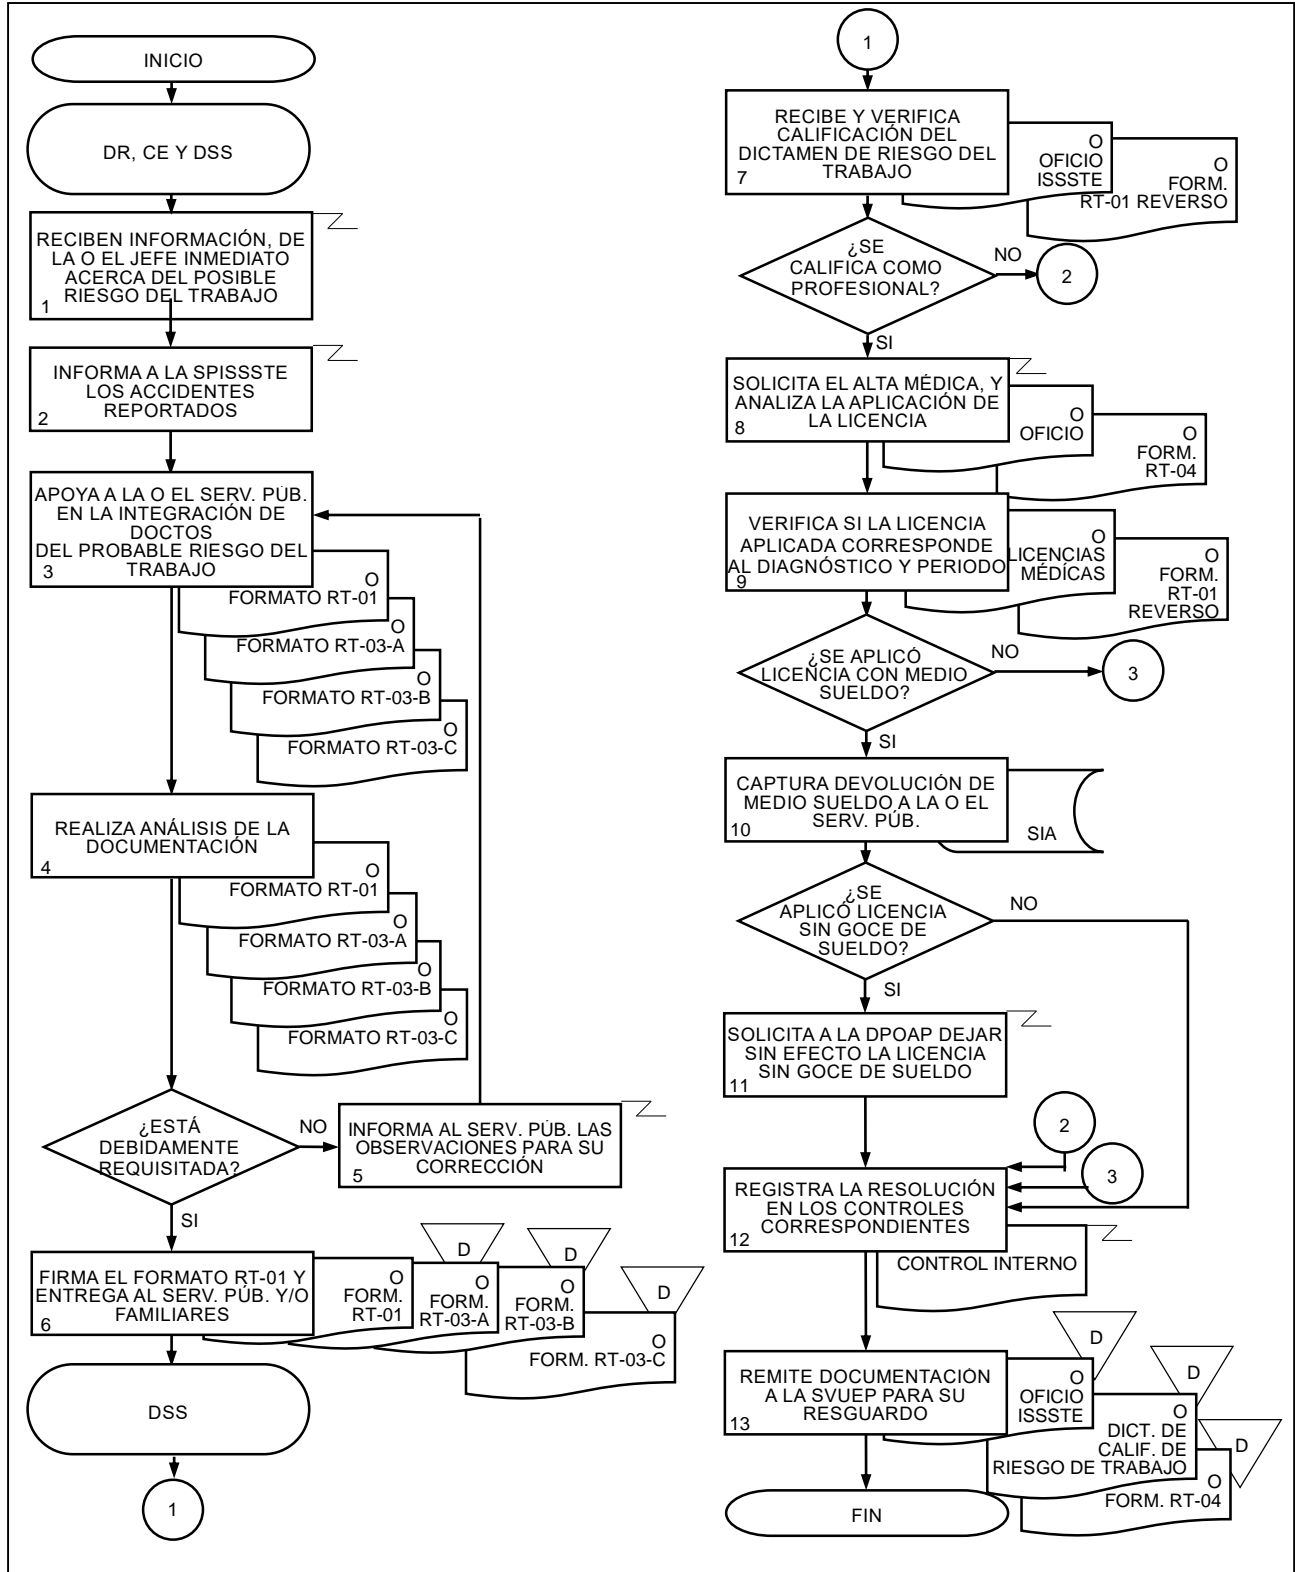 INICIO
DR, CE Y DSS
RECIBEN INFORMACIÓN, DE
LA O EL JEFE INMEDIATO
ACERCA DEL POSIBLE
RIESGO DEL TRABAJO
1
INFORMA A LA SPISSSTE
LOS ACCIDENTES
REPORTADOS
2
APOYA A LA O EL SERV. PÚB.
EN LA INTEGRACIÓN DE
DOCTOS
DEL PROBABLE RIESGO DEL
TRABAJO
3
O
FORMATO RT-01
O
FORMATO RT-03-A
O
FORMATO RT-03-B
O
FORMATO RT-03-C
REALIZA ANÁLISIS DE LA
DOCUMENTACIÓN
4
O
FORMATO RT-01
O
FORMATO RT-03-A
O
FORMATO RT-03-B
O
FORMATO RT-03-C
¿ESTÁ
DEBIDAMENTE
REQUISITADA?
NO
INFORMA AL SERV. PÚB. LAS
OBSERVACIONES PARA SU
CORRECCIÓN
5
SI
FIRMA EL FORMATO RT-01 Y
ENTREGA AL SERV. PÚB. Y/O
FAMILIARES
6
O
FORM.
RT-01
D
O
FORM.
RT-03-A
D
O
FORM.
RT-03-B
D
O
FORM. RT-03-C
DSS
1
1
RECIBE Y VERIFICA
CALIFICACIÓN DEL
DICTAMEN DE RIESGO DEL
TRABAJO
7
O
OFICIO
ISSSTE
O
FORM.
RT-01 REVERSO
¿SE
CALIFICA COMO
PROFESIONAL?
NO
2
SI
SOLICITA EL ALTA MÉDICA, Y
ANALIZA LA APLICACIÓN DE
LA LICENCIA
8
O
OFICIO
O
FORM.
RT-04
VERIFICA SI LA LICENCIA
APLICADA CORRESPONDE
AL DIAGNÓSTICO Y PERIODO
9
O
LICENCIAS
MÉDICAS
O
FORM.
RT-01
REVERSO
¿SE APLICÓ
LICENCIA CON MEDIO
SUELDO?
NO
3
SI
CAPTURA DEVOLUCIÓN DE
MEDIO SUELDO A LA O EL
SERV. PÚB.
10
SIA
¿SE
APLICÓ LICENCIA
SIN GOCE DE
SUELDO?
NO
SI
SOLICITA A LA DPOAP DEJAR
SIN EFECTO LA LICENCIA
SIN GOCE DE SUELDO
11
2
3
REGISTRA LA RESOLUCIÓN
EN LOS CONTROLES
CORRESPONDIENTES
12
CONTROL INTERNO
REMITE DOCUMENTACIÓN
A LA SVUEP PARA SU
RESGUARDO
13
D
O
OFICIO
ISSSTE
D
O
DICT. DE
CALIF. DE
RIESGO DE TRABAJO
D
O
FORM. RT-04
FIN